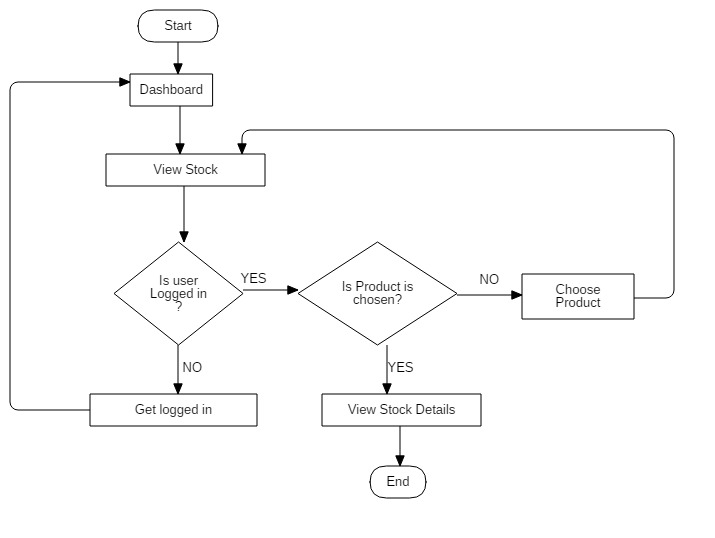 Start
Dashboard
View Stock
Is user
Logged in
?
YES
Is Product is
chosen?
NO
Choose
Product
NO
YES
Get logged in
View Stock Details
End